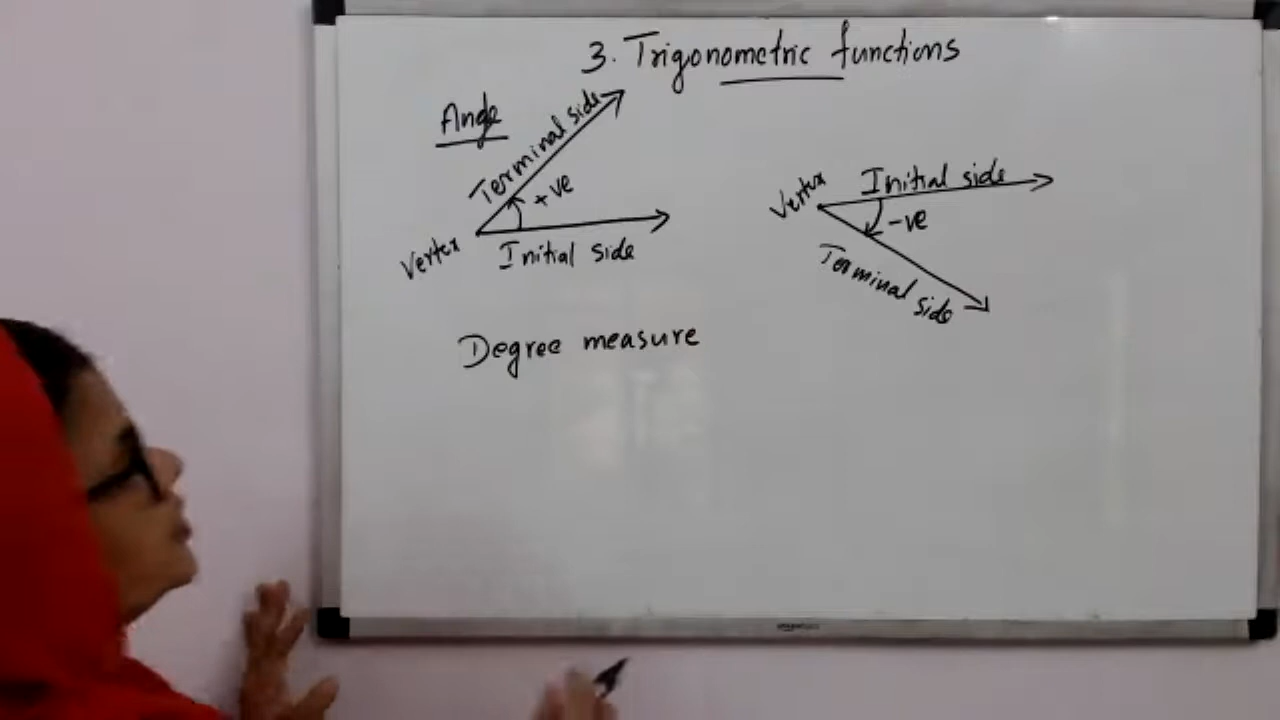 3. Trigonometric functions
Angle
Terminal side
+ve
Vertex
Initial side
Vertex
Initial side
-ve
Terminal side
Degree measure